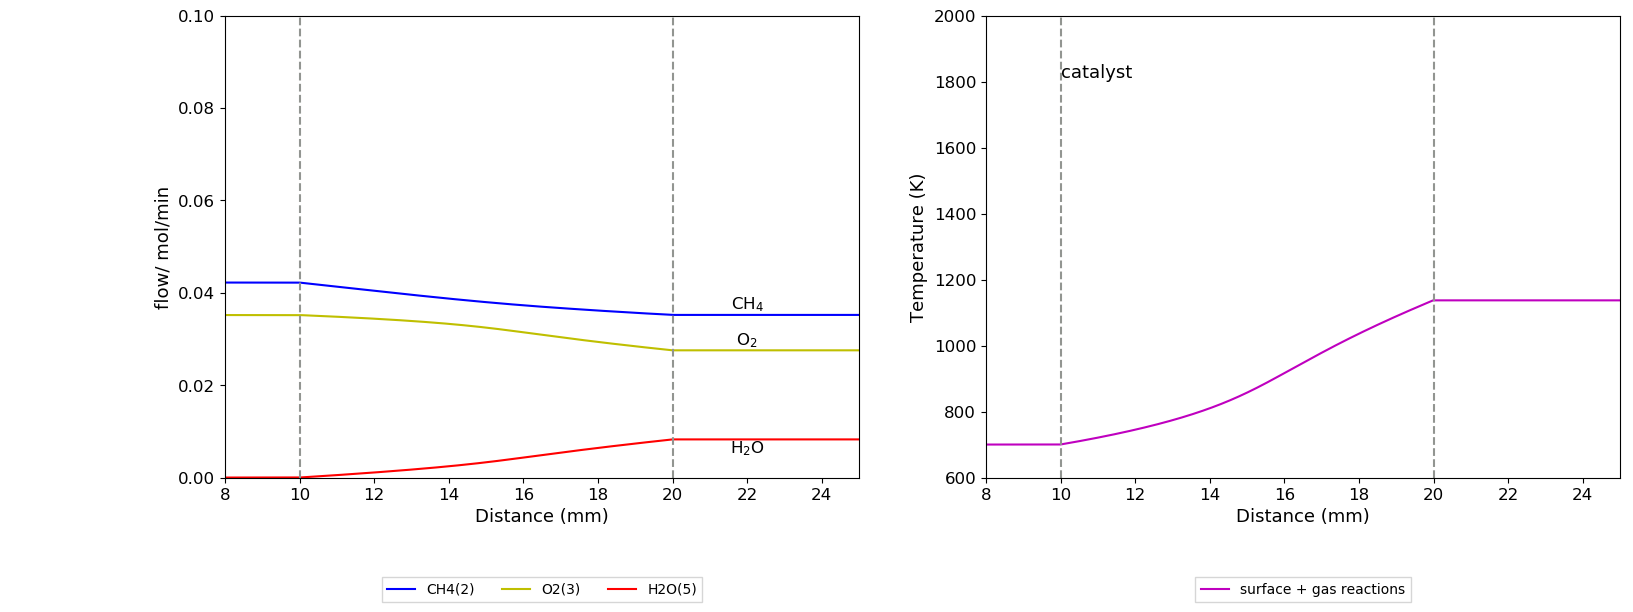 0.10
0.08
0.06
0.04
0.02
0.00
flow/ mol/min
CH₄
O₂
H₂O
8 10 12 14 16 18 20 22 24
Distance (mm)
CH4(2) O2(3) H2O(5)
2000
1800
1600
1400
1200
1000
800
600
Temperature (K)
catalyst
8 10 12 14 16 18 20 22 24
Distance (mm)
surface + gas reactions